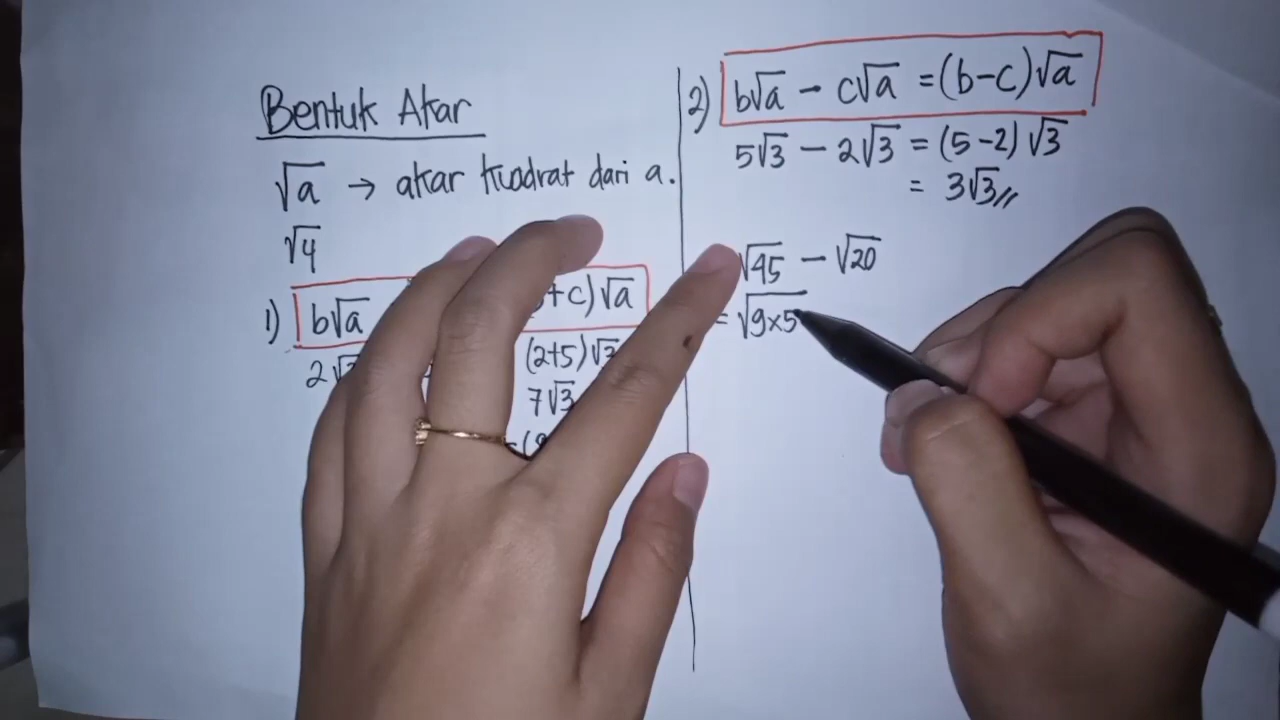 Bentuk Akar
√a → akar kuadrat dari a.
√4
1) b√a +c)√a
(2+5)√3
7√3
2) b√a - c√a = (b-c)√a
5√3 - 2√3 = (5-2)√3
= 3√3//
√45 - √20
= √9×5